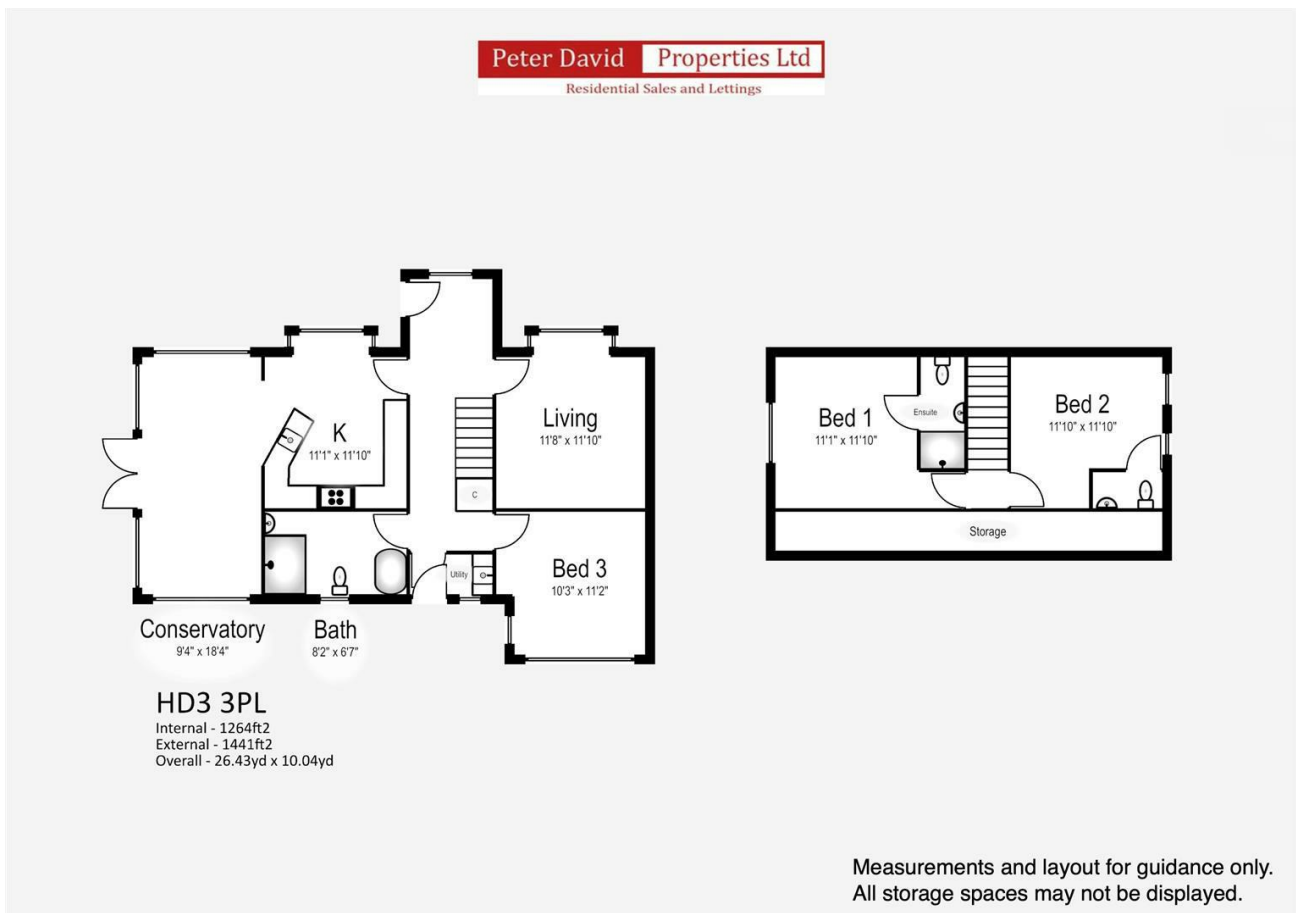 Peter David Properties Ltd
Residential Sales and Lettings
K
11'1" x 11'10"
Living
11'8" x 11'10"
C
Utility
Bed 3
10'3" x 11'2"
Conservatory
9'4" x 18'4"
Bath
8'2" x 6'7"
Bed 1
11'1" x 11'10"
Ensuite
Bed 2
11'10" x 11'10"
Storage
HD3 3PL
Internal - 1264ft2
External - 1441ft2
Overall - 26.43yd x 10.04yd
Measurements and layout for guidance only.
All storage spaces may not be displayed.